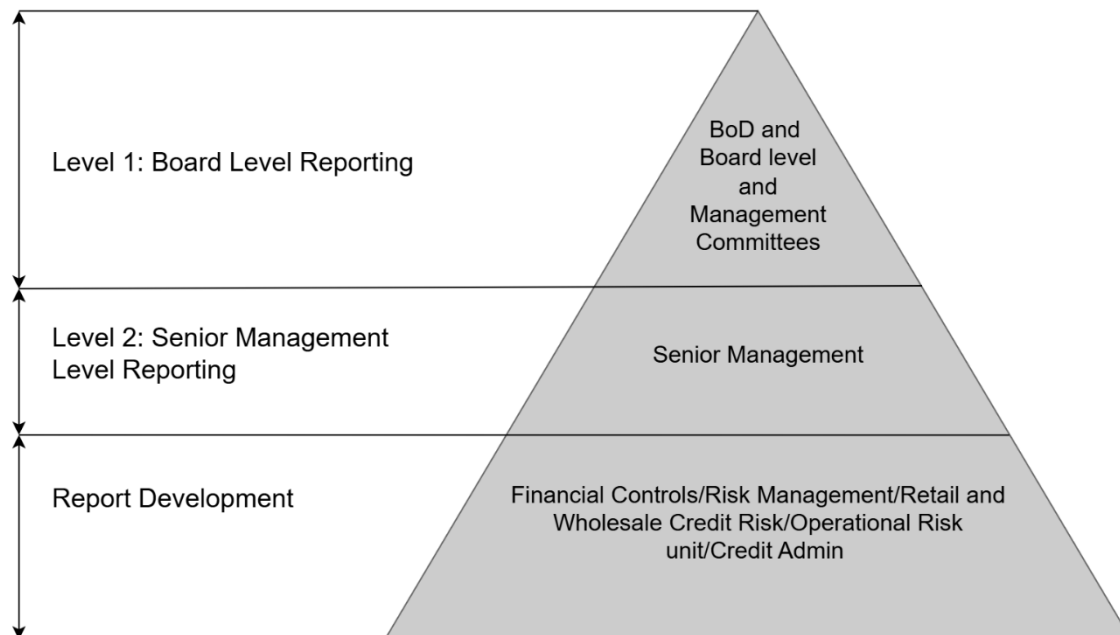 Level 1: Board Level Reporting
BoD and
Board level
and
Management
Committees
Level 2: Senior Management
Level Reporting
Senior Management
Report Development
Financial Controls/Risk Management/Retail and
Wholesale Credit Risk/Operational Risk
unit/Credit Admin